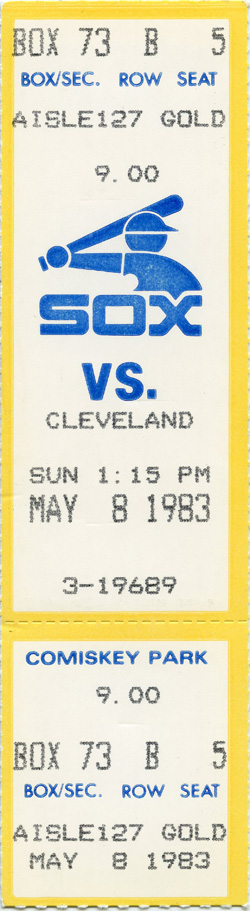 BOX 73 B 5
BOX/SEC. ROW SEAT
AISLE127 GOLD
9.00
SOX
VS.
CLEVELAND
SUN 1:15 PM
MAY 8 1983
3-19689
COMISKEY PARK
9.00
BOX 73 B 5
BOX/SEC. ROW SEAT
AISLE127 GOLD
MAY 8 1983